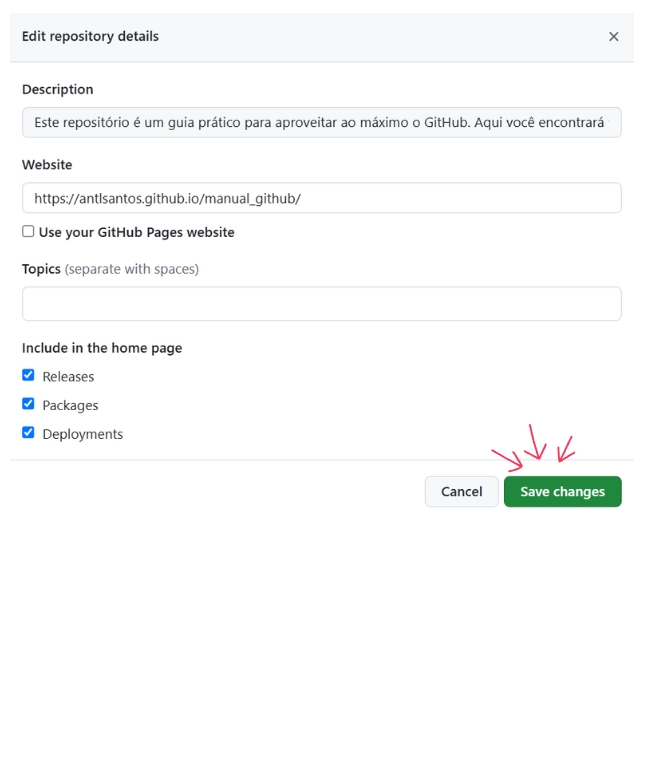 Edit repository details
Description
Este repositório é um guia prático para aproveitar ao máximo o GitHub. Aqui você encontrará
Website
https://antlsantos.github.io/manual_github/
Use your GitHub Pages website
Topics (separate with spaces)
Include in the home page
Releases
Packages
Deployments
Cancel
Save changes